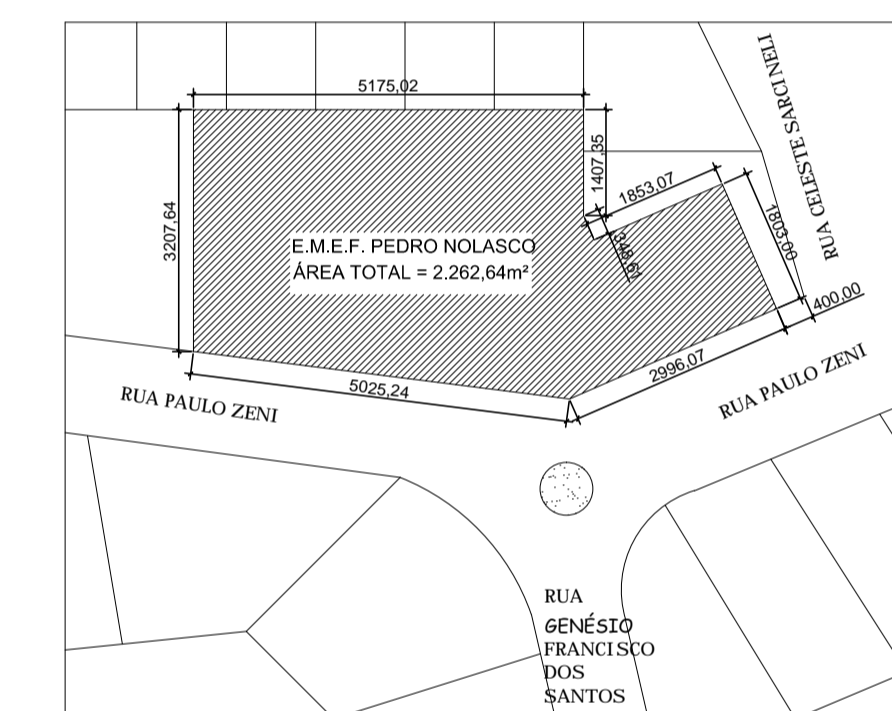 5175,02
RUA CELESTE SARCINELI
1407,35
1853,07
1803,00
3207,64
348,61
E.M.E.F. PEDRO NOLASCO
ÁREA TOTAL = 2.262,64m²
400,00
2996,07
5025,24
RUA PAULO ZENI
RUA PAULO ZENI
RUA
GENÉSIO
FRANCISCO
DOS
SANTOS